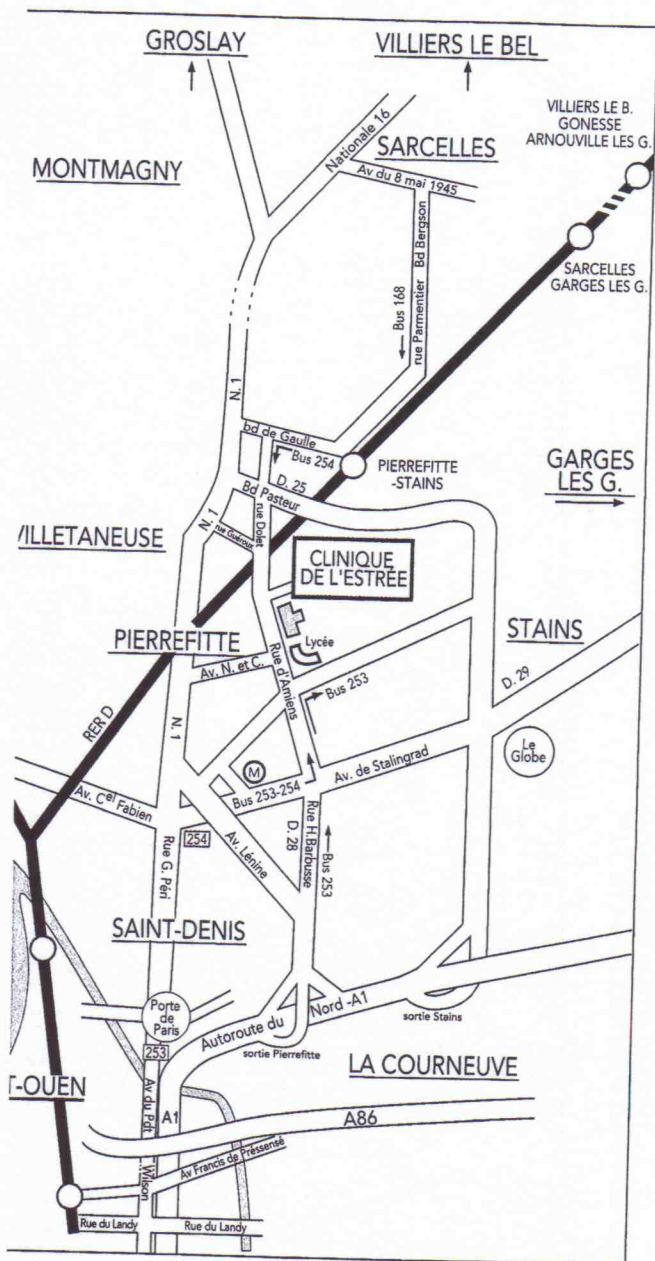 GROSLAY
VILLIERS LE BEL
VILLIERS LE B.
GONESSE
ARNOUVILLE LES G.
Nationale 16
SARCELLES
MONTMAGNY
Av du 8 mai 1945
Bd Bergson
SARCELLES
GARGES LES G.
Bus 168
rue Parmentier
N. 1
bd de Gaulle
Bus 254
PIERREFITTE
-STAINS
GARGES
LES G.
D. 25
Bd Pasteur
N. 1
rue Guéroux
rue Dolet
VILLETANEUSE
CLINIQUE
DE L'ESTRÉE
Lycée
PIERREFITTE
STAINS
Av. N. et C.
Rue d'Amiens
Bus 253
D. 29
RER D
N. 1
Le
Globe
M
Av. de Stalingrad
Bus 253-254
Av. Cel Fabien
254
Av. Lénine
Rue H.Barbusse
D. 28
Bus 253
Rue G. Péri
SAINT-DENIS
Porte
de
Paris
Autoroute du Nord -A1
sortie Stains
sortie Pierrefitte
253
LA COURNEUVE
T-OUEN
Av du Pdt Wilson
A1
A86
Av Francis de Préssensé
Rue du Landy
Rue du Landy